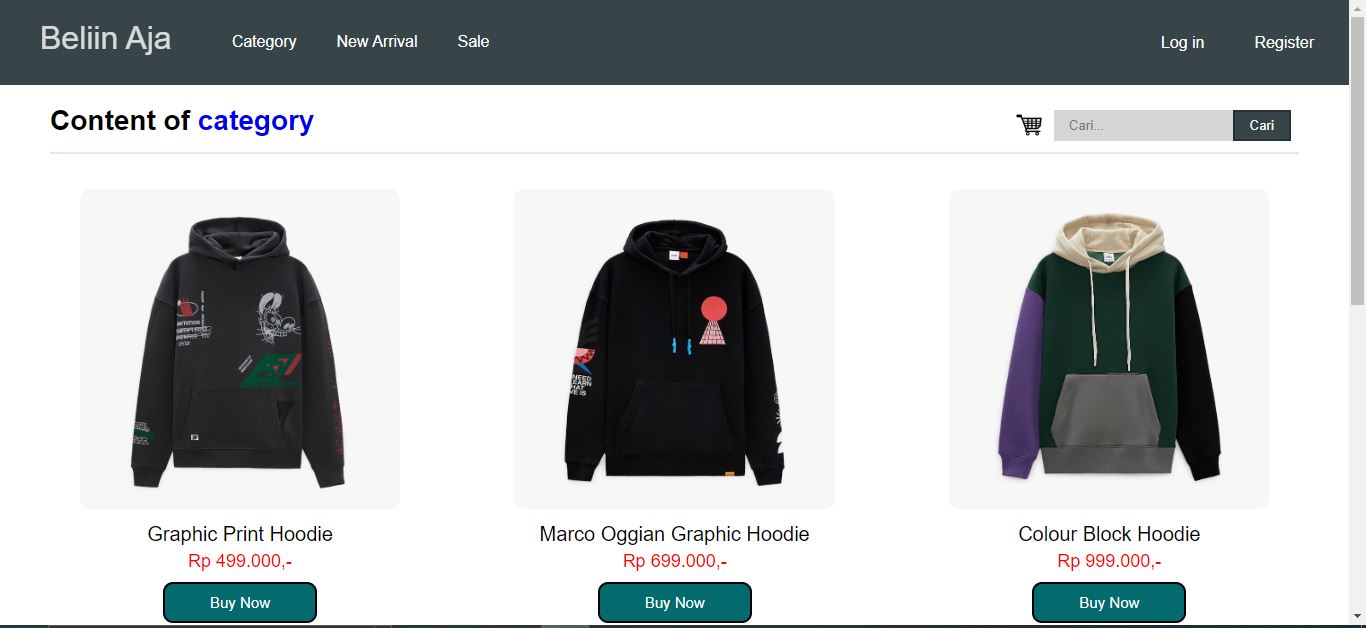 Beliin Aja
Category
New Arrival
Sale
Log in
Register
Content of category
Cari...
Cari
Graphic Print Hoodie
Rp 499.000,-
Buy Now
NEED
LEARN
Marco Oggian Graphic Hoodie
Rp 699.000,-
Buy Now
Colour Block Hoodie
Rp 999.000,-
Buy Now